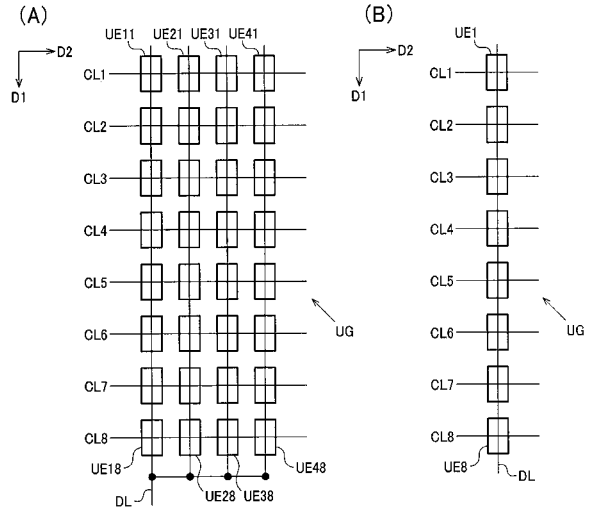 (A)
(B)
UE11 UE21 UE31 UE41
UE1
D2
D1
D2
D1
CL1
CL2
CL3
CL4
CL5
CL6
CL7
CL8
UG
UE18
UE28 UE38
UE48
DL
CL1
CL2
CL3
CL4
CL5
CL6
CL7
CL8
UG
UE8
DL